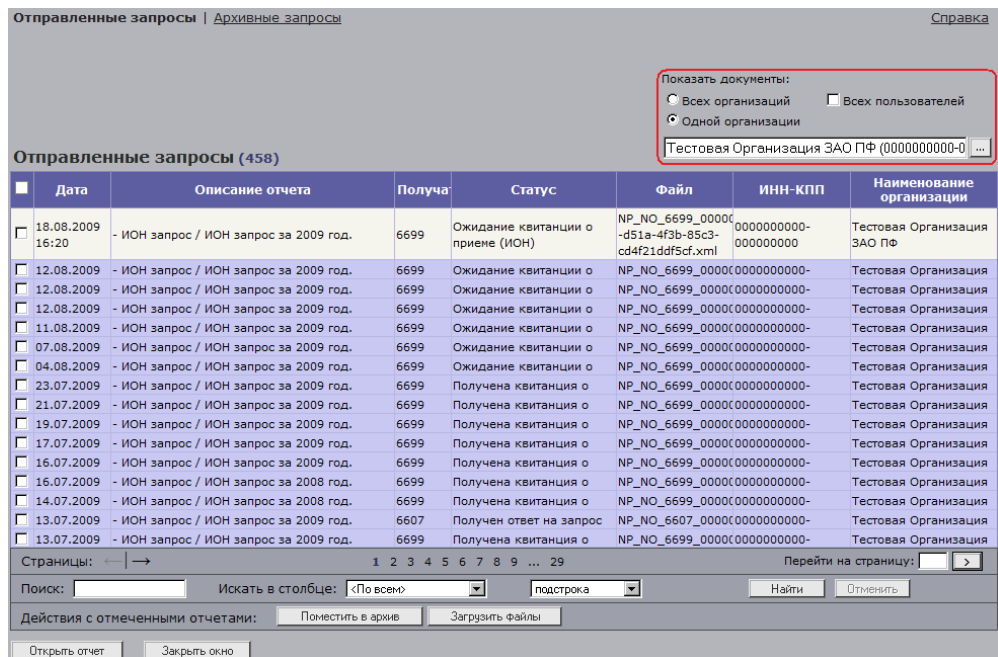 Отправленные запросы | Архивные запросы Справка
Показать документы:
Всех организаций Всех пользователей
Одной организации
Тестовая Организация ЗАО ПФ (0000000000-0 ...
Отправленные запросы (458)
Дата Описание отчета Получат Статус Файл ИНН-КПП Наименование организации
18.08.2009 16:20 - ИОН запрос / ИОН запрос за 2009 год. 6699 Ожидание квитанции о приеме (ИОН) NP_NO_6699_00000 -d51a-4f3b-85c3- cd4f21ddf5cf.xml 0000000000- 000000000 Тестовая Организация ЗАО ПФ
12.08.2009 - ИОН запрос / ИОН запрос за 2009 год. 6699 Ожидание квитанции о NP_NO_6699_00000 0000000000- Тестовая Организация
12.08.2009 - ИОН запрос / ИОН запрос за 2009 год. 6699 Ожидание квитанции о NP_NO_6699_00000 0000000000- Тестовая Организация
12.08.2009 - ИОН запрос / ИОН запрос за 2009 год. 6699 Ожидание квитанции о NP_NO_6699_00000 0000000000- Тестовая Организация
11.08.2009 - ИОН запрос / ИОН запрос за 2009 год. 6699 Ожидание квитанции о NP_NO_6699_00000 0000000000- Тестовая Организация
07.08.2009 - ИОН запрос / ИОН запрос за 2009 год. 6699 Ожидание квитанции о NP_NO_6699_00000 0000000000- Тестовая Организация
04.08.2009 - ИОН запрос / ИОН запрос за 2009 год. 6699 Ожидание квитанции о NP_NO_6699_00000 0000000000- Тестовая Организация
23.07.2009 - ИОН запрос / ИОН запрос за 2009 год. 6699 Получена квитанция о NP_NO_6699_00000 0000000000- Тестовая Организация
21.07.2009 - ИОН запрос / ИОН запрос за 2009 год. 6699 Получена квитанция о NP_NO_6699_00000 0000000000- Тестовая Организация
19.07.2009 - ИОН запрос / ИОН запрос за 2009 год. 6699 Получена квитанция о NP_NO_6699_00000 0000000000- Тестовая Организация
17.07.2009 - ИОН запрос / ИОН запрос за 2009 год. 6699 Получена квитанция о NP_NO_6699_00000 0000000000- Тестовая Организация
16.07.2009 - ИОН запрос / ИОН запрос за 2009 год. 6699 Получена квитанция о NP_NO_6699_00000 0000000000- Тестовая Организация
16.07.2009 - ИОН запрос / ИОН запрос за 2008 год. 6699 Получена квитанция о NP_NO_6699_00000 0000000000- Тестовая Организация
14.07.2009 - ИОН запрос / ИОН запрос за 2008 год. 6699 Получена квитанция о NP_NO_6699_00000 0000000000- Тестовая Организация
13.07.2009 - ИОН запрос / ИОН запрос за 2009 год. 6607 Получен ответ на запрос NP_NO_6607_00000 0000000000- Тестовая Организация
13.07.2009 - ИОН запрос / ИОН запрос за 2009 год. 6699 Получена квитанция о NP_NO_6699_00000 0000000000- Тестовая Организация
Страницы: ← | → 1 2 3 4 5 6 7 8 9 ... 29 Перейти на страницу: >
Поиск: Искать в столбце: <По всем> подстрока Найти Отменить
Действия с отмеченными отчетами: Поместить в архив Загрузить файлы
Открыть отчет Закрыть окно